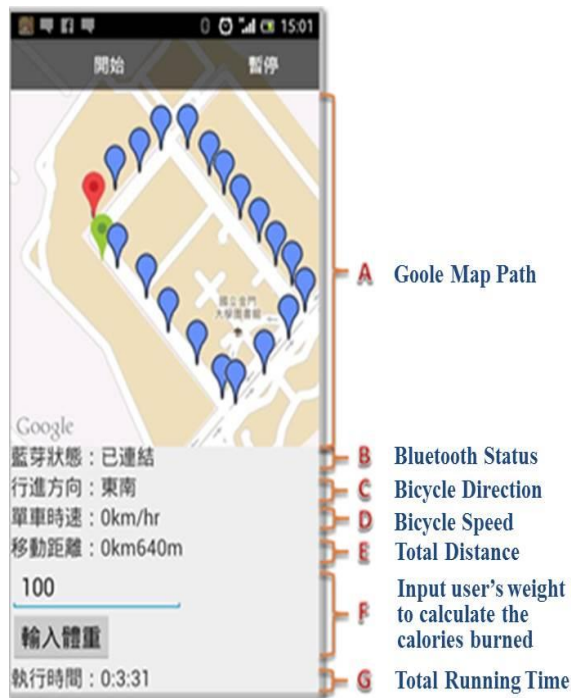 15:01
開始 暫停
國立金門
大學圖書館
Google
A Goole Map Path
藍芽狀態：已連結
B Bluetooth Status
行進方向：東南
C Bicycle Direction
單車時速：0km/hr
D Bicycle Speed
移動距離：0km640m
E Total Distance
100
輸入體重
F Input user's weight
to calculate the
calories burned
執行時間：0:3:31
G Total Running Time